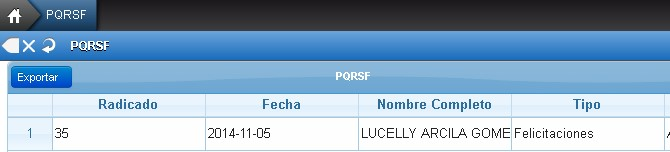 PQRSF
PQRSF
Exportar PQRSF
Radicado Fecha Nombre Completo Tipo
1 35 2014-11-05 LUCELLY ARCILA GOME Felicitaciones